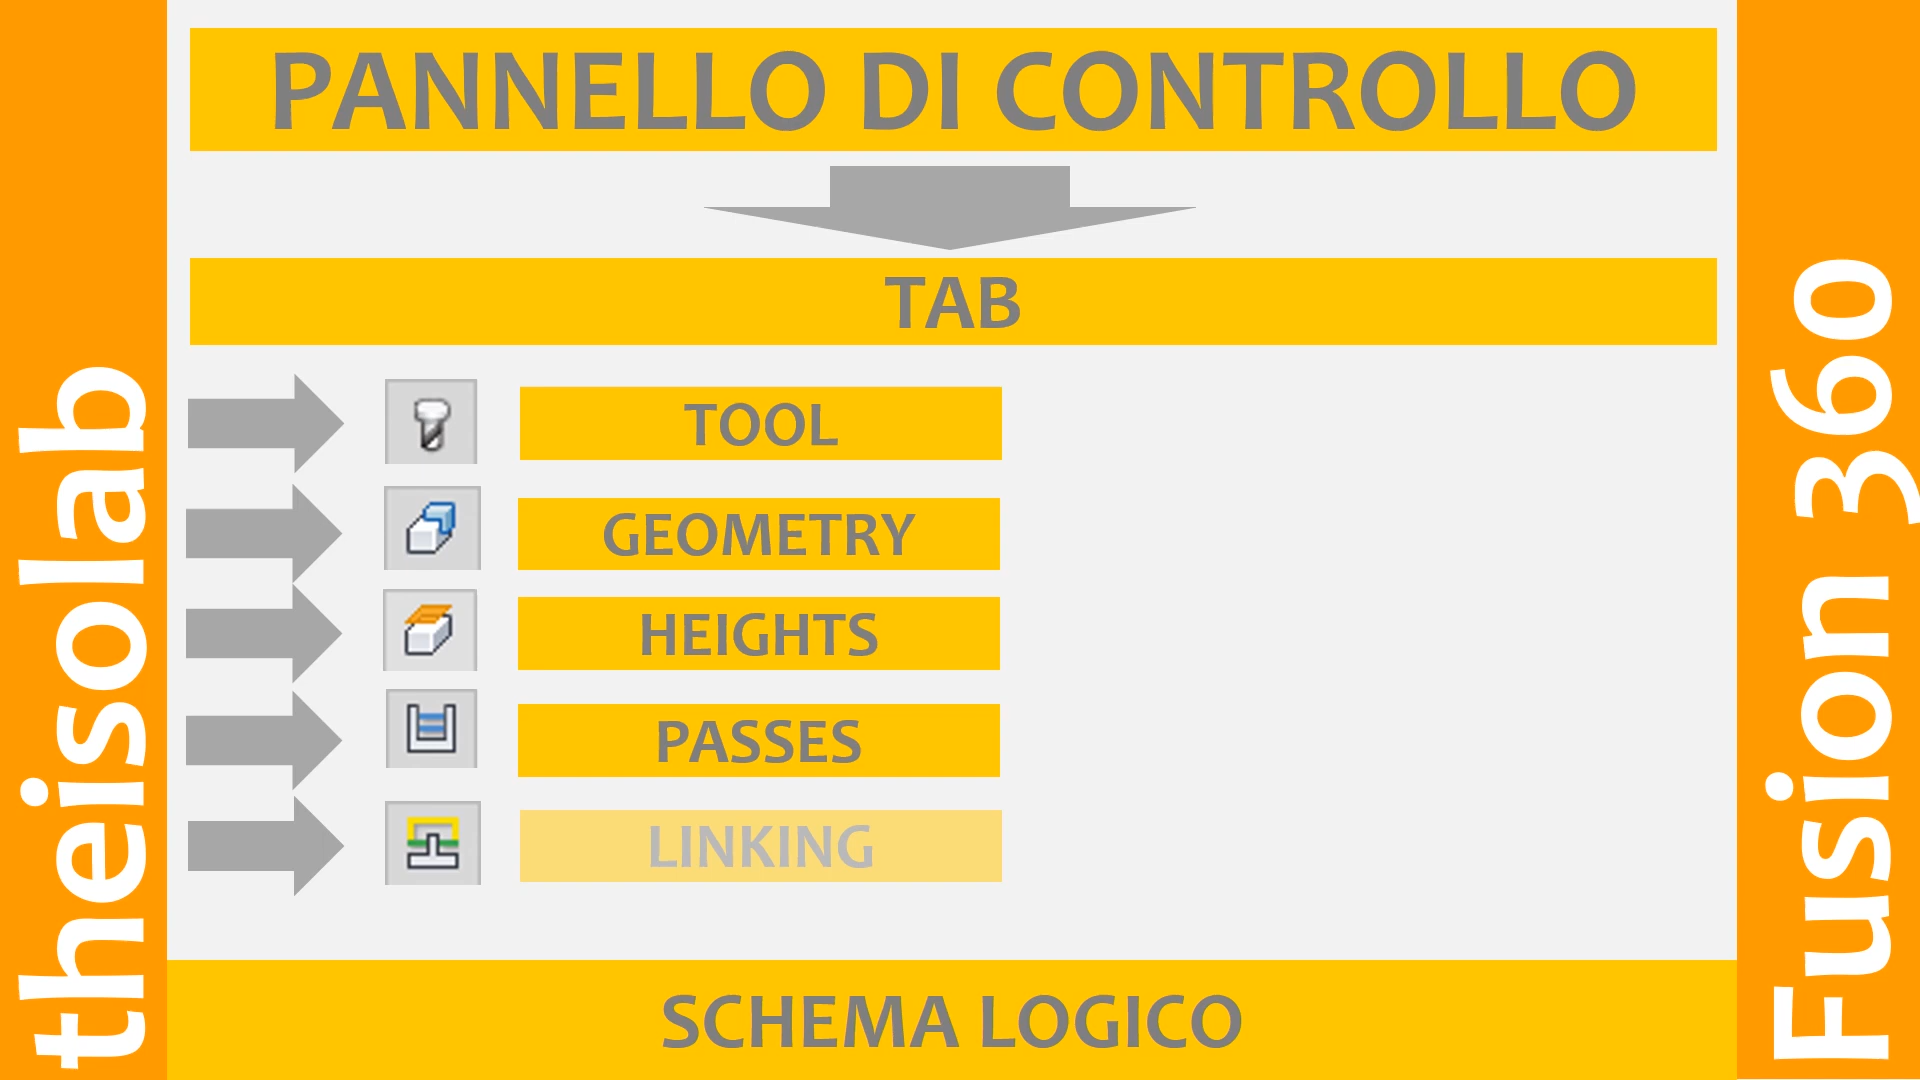 PANNELLO DI CONTROLLO
TAB
TOOL
GEOMETRY
HEIGHTS
PASSES
LINKING
SCHEMA LOGICO
theisolab
Fusion 360